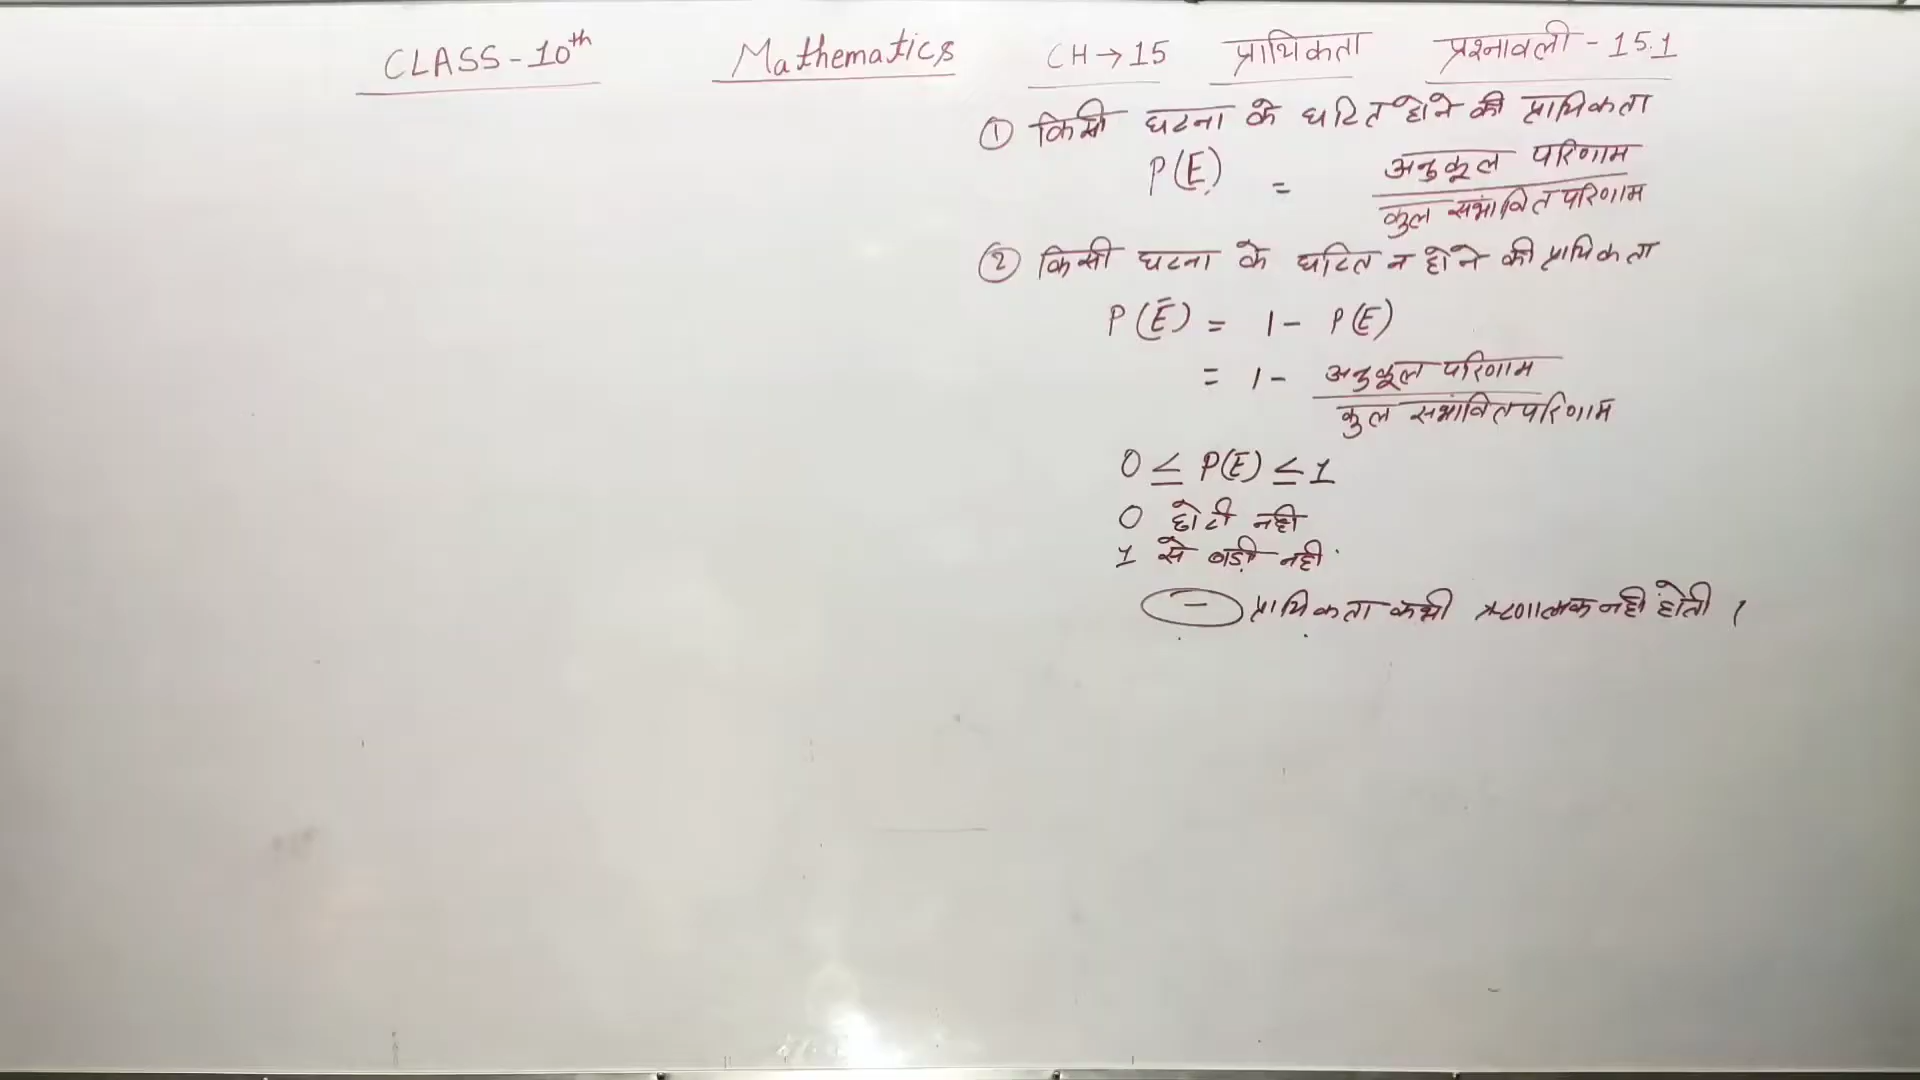 CLASS-10th Mathematics CH→15 प्रायिकता प्रश्नावली-15.1
① किसी घटना के घटित होने की प्रायिकता
P(E) = अनुकूल परिणाम / कुल सभांवित परिणाम
② किसी घटना के घटित न होने की प्रायिकता
P(Ē) = 1 - P(E)
= 1 - अनुकूल परिणाम / कुल सभांवित परिणाम
0 ≤ P(E) ≤ 1
0 छोटी नही
1 से बड़ी नही
- प्रायिकता कभी ऋणात्मक नही होती ।